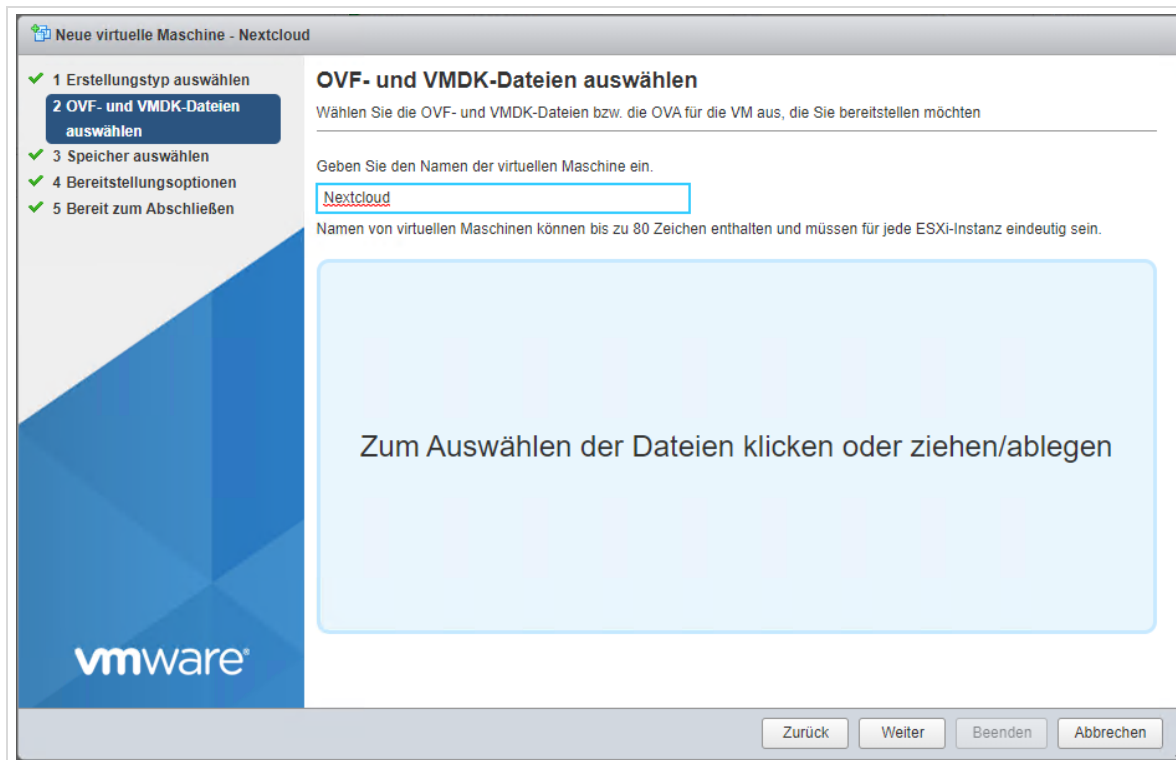 Neue virtuelle Maschine - Nextcloud
1 Erstellungstyp auswählen
2 OVF- und VMDK-Dateien
auswählen
3 Speicher auswählen
4 Bereitstellungsoptionen
5 Bereit zum Abschließen
OVF- und VMDK-Dateien auswählen
Wählen Sie die OVF- und VMDK-Dateien bzw. die OVA für die VM aus, die Sie bereitstellen möchten
Geben Sie den Namen der virtuellen Maschine ein.
Nextcloud
Namen von virtuellen Maschinen können bis zu 80 Zeichen enthalten und müssen für jede ESXi-Instanz eindeutig sein.
Zum Auswählen der Dateien klicken oder ziehen/ablegen
vmware®
Zurück Weiter Beenden Abbrechen